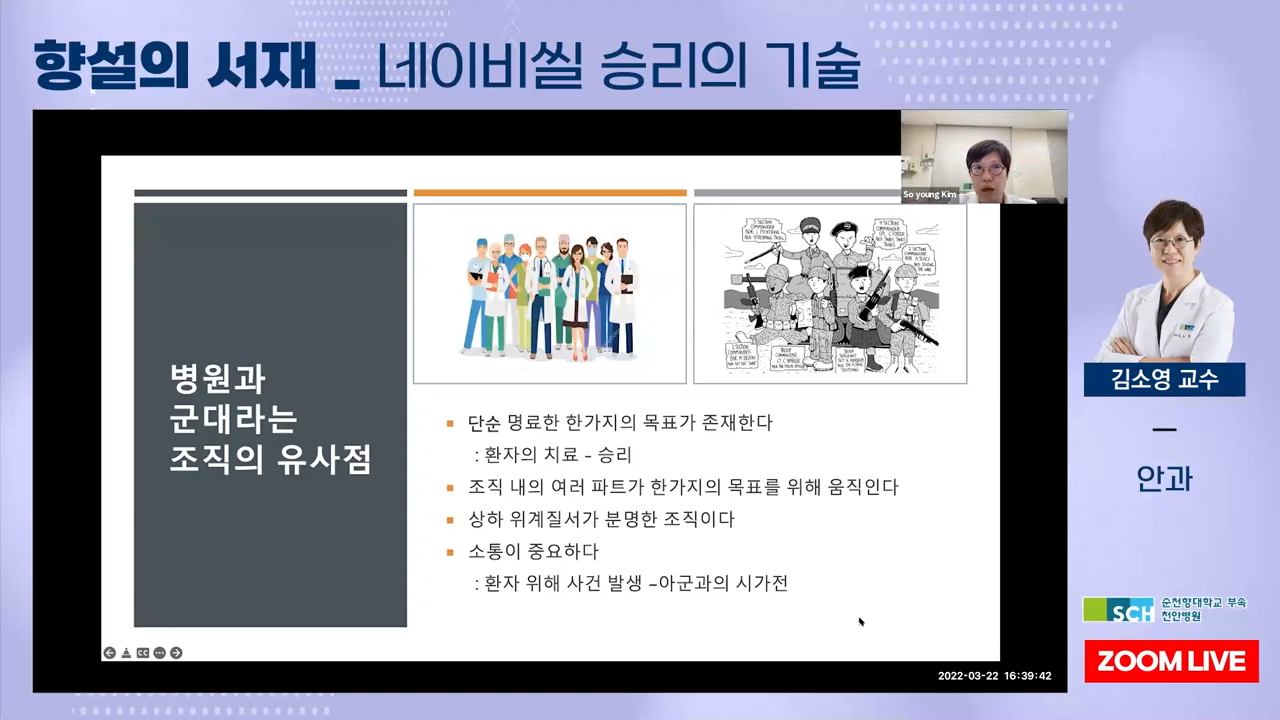 향설의 서재 _ 네이비씰 승리의 기술
So young Kim
병원과
군대라는
조직의 유사점
단순 명료한 한가지의 목표가 존재한다
: 환자의 치료 – 승리
조직 내의 여러 파트가 한가지의 목표를 위해 움직인다
상하 위계질서가 분명한 조직이다
소통이 중요하다
: 환자 위해 사건 발생 –아군과의 시가전
CC
2022-03-22 16:39:42
김소영 교수
안과
SCH 순천향대학교 부속
천안병원
ZOOM LIVE